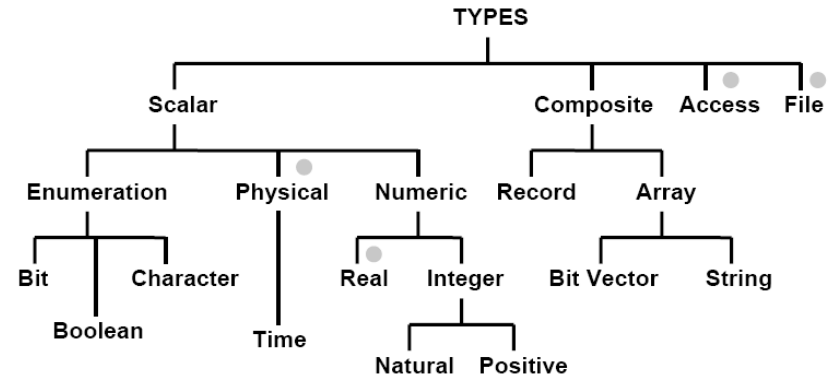 TYPES
Scalar Composite Access File
Enumeration Physical Numeric Record Array
Bit Character Real Integer Bit Vector String
Boolean Time
Natural Positive